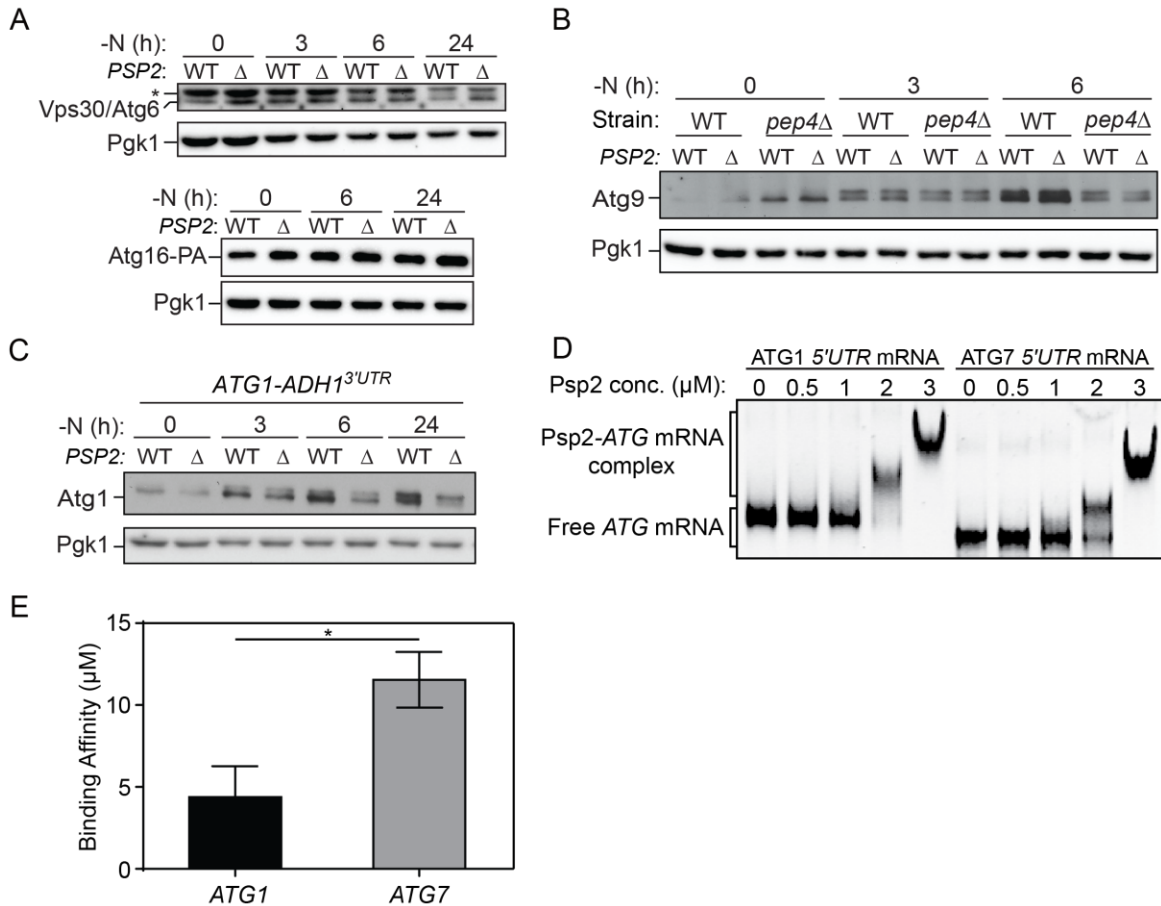 A
-N (h): 0 3 6 24
PSP2: WT Δ WT Δ WT Δ WT Δ
*
Vps30/Atg6
Pgk1
-N (h): 0 6 24
PSP2: WT Δ WT Δ WT Δ
Atg16-PA
Pgk1
B
-N (h): 0 3 6
Strain: WT pep4Δ WT pep4Δ WT pep4Δ
PSP2: WT Δ WT Δ WT Δ WT Δ WT Δ WT Δ
Atg9
Pgk1
C
ATG1-ADH13'UTR
-N (h): 0 3 6 24
PSP2: WT Δ WT Δ WT Δ WT Δ
Atg1
Pgk1
D
ATG1 5'UTR mRNA ATG7 5'UTR mRNA
Psp2 conc. (µM): 0 0.5 1 2 3 0 0.5 1 2 3
Psp2-ATG mRNA
complex
Free ATG mRNA
E
Binding Affinity (µM)
15
10
5
0
*
ATG1 ATG7